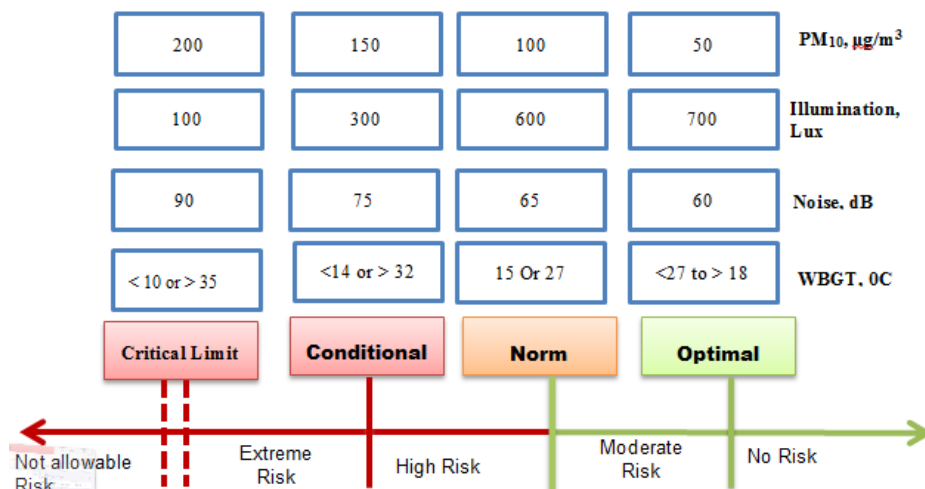 200 150 100 50 PM10, µg/m³
100 300 600 700 Illumination,
Lux
90 75 65 60 Noise, dB
< 10 or > 35 <14 or > 32 15 Or 27 <27 to > 18 WBGT, 0C
Critical Limit Conditional Norm Optimal
Not allowable
Risk
Extreme
Risk
High Risk
Moderate
Risk
No Risk